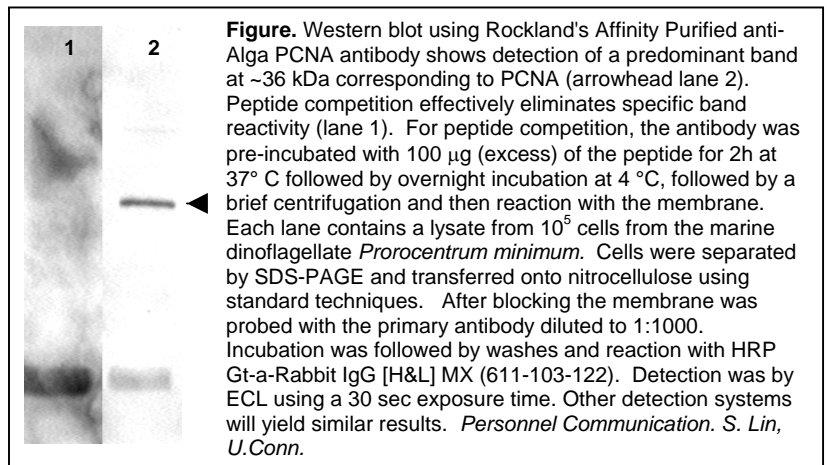 1 2
Figure. Western blot using Rockland's Affinity Purified anti-
Alga PCNA antibody shows detection of a predominant band
at ~36 kDa corresponding to PCNA (arrowhead lane 2).
Peptide competition effectively eliminates specific band
reactivity (lane 1). For peptide competition, the antibody was
pre-incubated with 100 μg (excess) of the peptide for 2h at
37° C followed by overnight incubation at 4 °C, followed by a
brief centrifugation and then reaction with the membrane.
Each lane contains a lysate from 10⁵ cells from the marine
dinoflagellate Prorocentrum minimum. Cells were separated
by SDS-PAGE and transferred onto nitrocellulose using
standard techniques. After blocking the membrane was
probed with the primary antibody diluted to 1:1000.
Incubation was followed by washes and reaction with HRP
Gt-a-Rabbit IgG [H&L] MX (611-103-122). Detection was by
ECL using a 30 sec exposure time. Other detection systems
will yield similar results. Personnel Communication. S. Lin,
U.Conn.